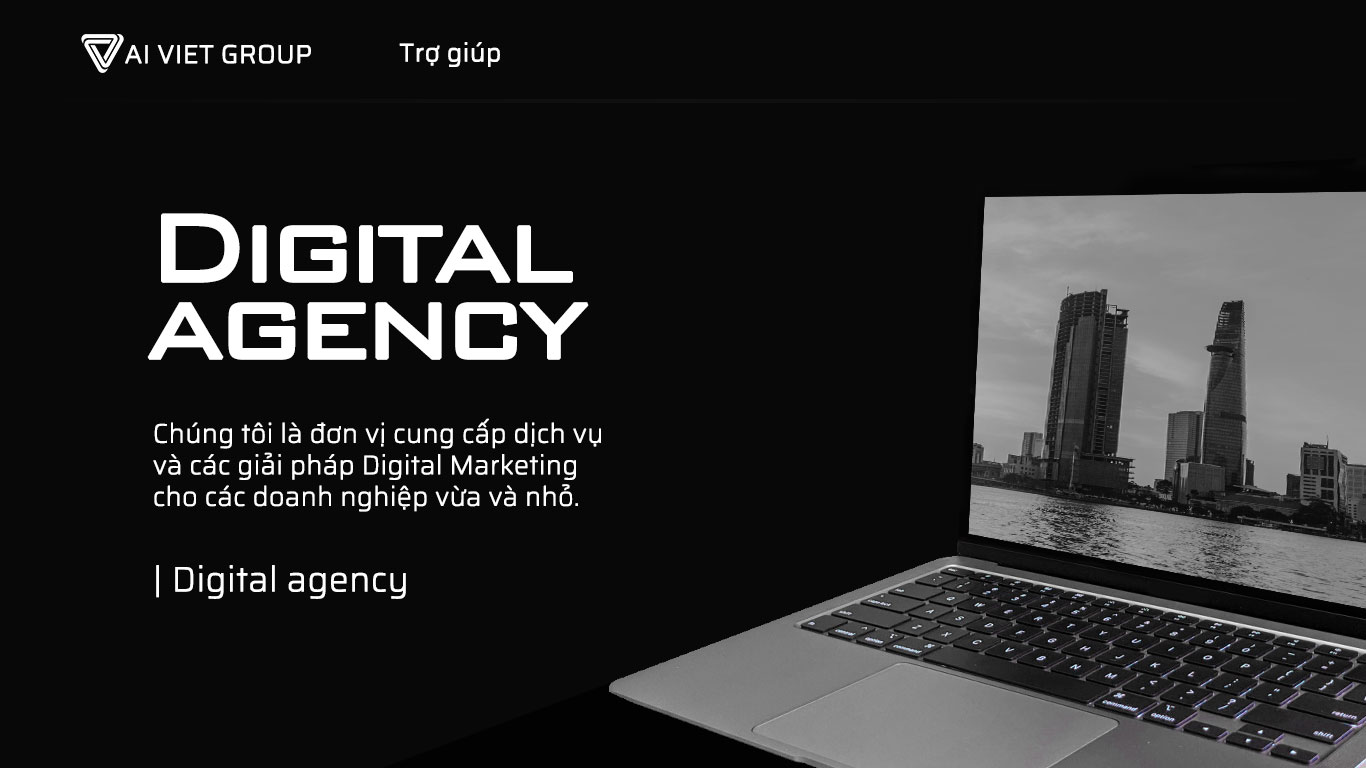 AI VIET GROUP
Trợ giúp
DIGITAL
AGENCY
Chúng tôi là đơn vị cung cấp dịch vụ
và các giải pháp Digital Marketing
cho các doanh nghiệp vừa và nhỏ.
| Digital agency